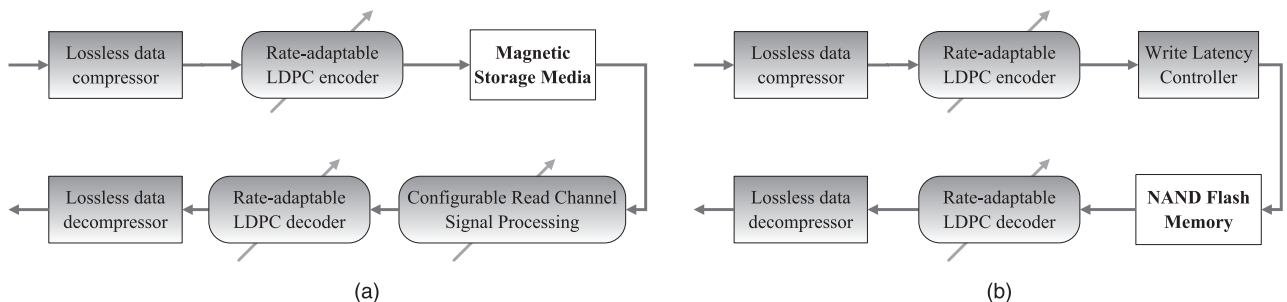 Lossless data
compressor
Rate-adaptable
LDPC encoder
Magnetic
Storage Media
Lossless data
decompressor
Rate-adaptable
LDPC decoder
Configurable Read Channel
Signal Processing
(a)
Lossless data
compressor
Rate-adaptable
LDPC encoder
Write Latency
Controller
Lossless data
decompressor
Rate-adaptable
LDPC decoder
NAND Flash
Memory
(b)